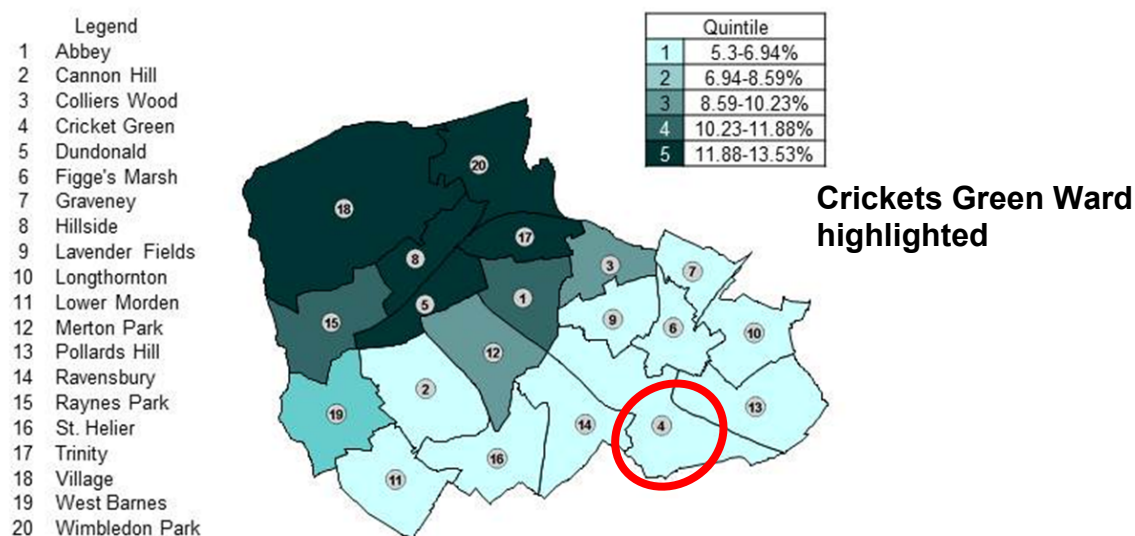 Legend
1 Abbey
2 Cannon Hill
3 Colliers Wood
4 Cricket Green
5 Dundonald
6 Figge's Marsh
7 Graveney
8 Hillside
9 Lavender Fields
10 Longthornton
11 Lower Morden
12 Merton Park
13 Pollards Hill
14 Ravensbury
15 Raynes Park
16 St. Helier
17 Trinity
18 Village
19 West Barnes
20 Wimbledon Park
Quintile
1 5.3-6.94%
2 6.94-8.59%
3 8.59-10.23%
4 10.23-11.88%
5 11.88-13.53%
Crickets Green Ward
highlighted
20
18
17
8
3
7
5
1
15
9
6
10
12
2
13
19
14
4
16
11